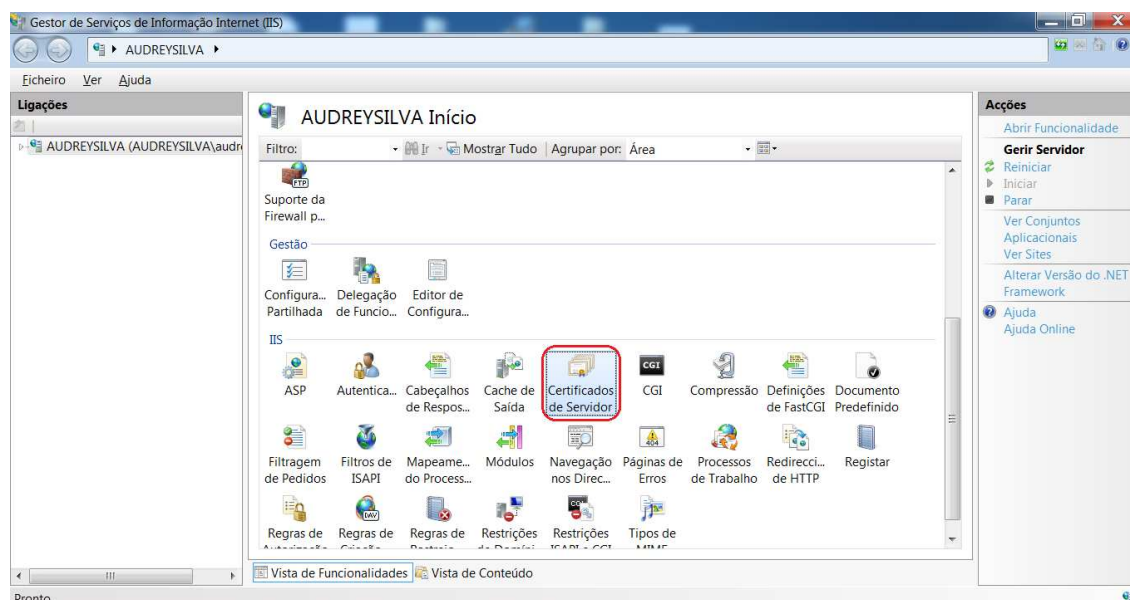 Gestor de Serviços de Informação Internet (IIS)
AUDREYSILVA
Ficheiro Ver Ajuda
Ligações
AUDREYSILVA (AUDREYSILVA\audr
AUDREYSILVA Início
Filtro: Ir Mostrar Tudo Agrupar por: Área
FTP
Suporte da
Firewall p...
Gestão
Configura... Delegação Editor de
Partilhada de Funcio... Configura...
IIS
CGI
ASP Autentica... Cabeçalhos Cache de Certificados CGI Compressão Definições Documento
de Respos... Saída de Servidor de FastCGI Predefinido
404
Filtragem Filtros de Mapeame... Módulos Navegação Páginas de Processos Redirecci... Registar
de Pedidos ISAPI do Process... nos Direc... Erros de Trabalho de HTTP
DAV
Regras de Regras de Regras de Restrições Restrições Tipos de
Vista de Funcionalidades Vista de Conteúdo
Acções
Abrir Funcionalidade
Gerir Servidor
Reiniciar
Iniciar
Parar
Ver Conjuntos
Aplicacionais
Ver Sites
Alterar Versão do .NET
Framework
Ajuda
Ajuda Online
Pronto